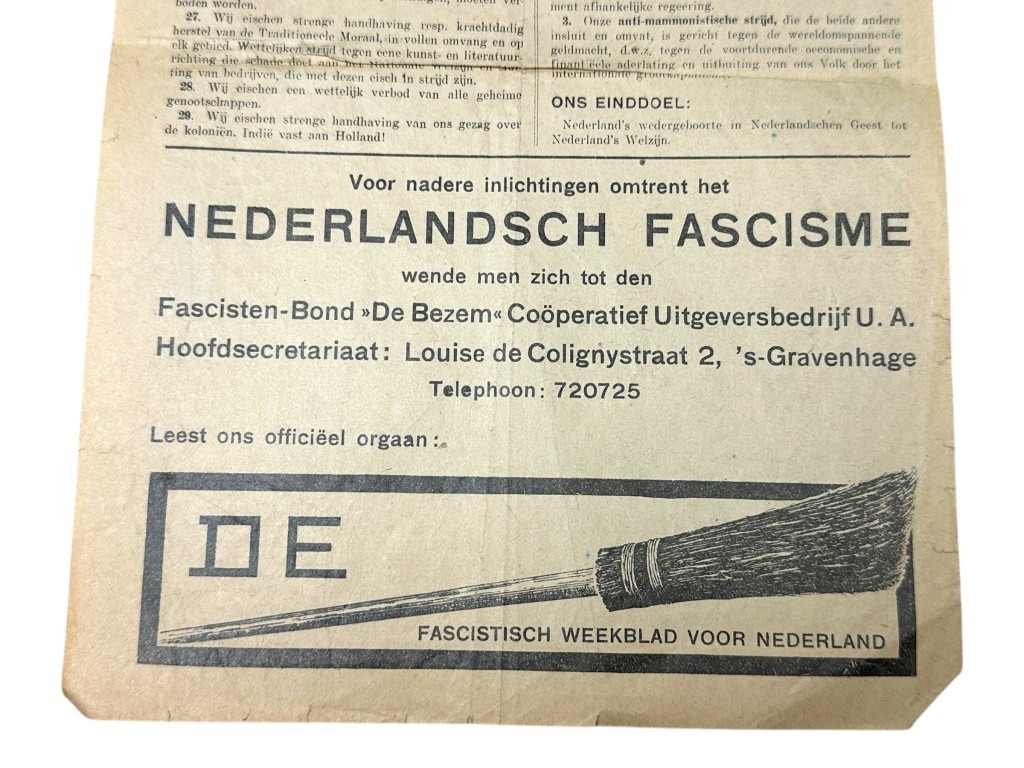 boden worden.
27. Wij eischen strenge handhaving resp. krachtdadig
herstel van de Traditioneele Moraal, in vollen omvang en op
elk gebied. Wettelijken strijd tegen eene kunst- en literatuur-
richting die schade doet aan het Nationale Welzijn en
ting van bedrijven, die met dezen eisch in strijd zijn.
28. Wij eischen een wettelijk verbod van alle geheime
genootschappen.
29. Wij eischen strenge handhaving van ons gezag over
de koloniën. Indië vast aan Holland!
ment afhankelijke regeering.
3. Onze anti-mammonistische strijd, die de beide andere
insluit en omvat, is gericht tegen de wereldomspannende
geldmacht, d.w.z. tegen de voortdurende oeconomische en
financiëele aderlating en uitbuiting van ons Volk door het
internationale
ONS EINDDOEL:
Nederland's wedergeboorte in Nederlandschen Geest tot
Nederland's Welzijn.
Voor nadere inlichtingen omtrent het
NEDERLANDSCH FASCISME
wende men zich tot den
Fascisten-Bond »De Bezem« Coöperatief Uitgeversbedrijf U. A.
Hoofdsecretariaat: Louise de Colignystraat 2, 's-Gravenhage
Telephoon: 720725
Leest ons officiëel orgaan:
DE
FASCISTISCH WEEKBLAD VOOR NEDERLAND